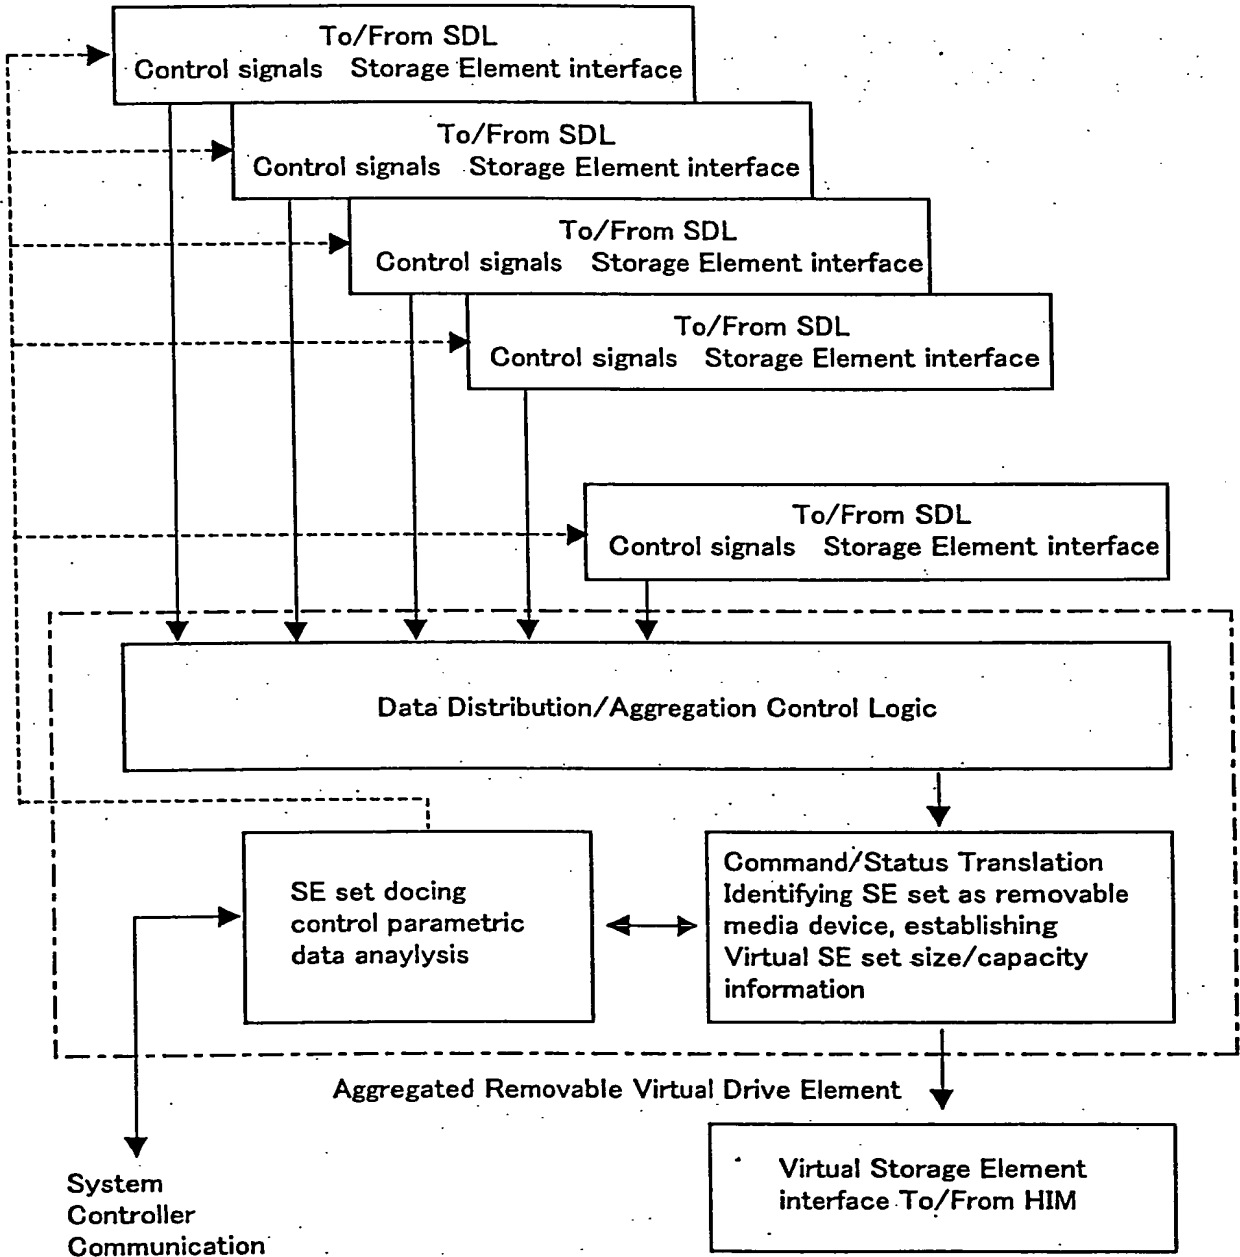 To/From SDL
Control signals Storage Element interface
To/From SDL
Control signals Storage Element interface
To/From SDL
Control signals Storage Element interface
To/From SDL
Control signals Storage Element interface
To/From SDL
Control signals Storage Element interface
Data Distribution/Aggregation Control Logic
SE set docing
control parametric
data anaylysis
Command/Status Translation
Identifying SE set as removable
media device, establishing
Virtual SE set size/capacity
information
Aggregated Removable Virtual Drive Element
System
Controller
Communication
Virtual Storage Element
interface To/From HIM